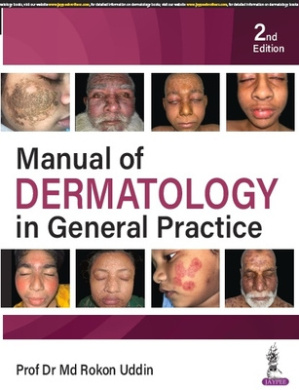 2nd
Edition
Manual of
DERMATOLOGY
in General Practice
Prof Dr Md Rokon Uddin
JAYPEE